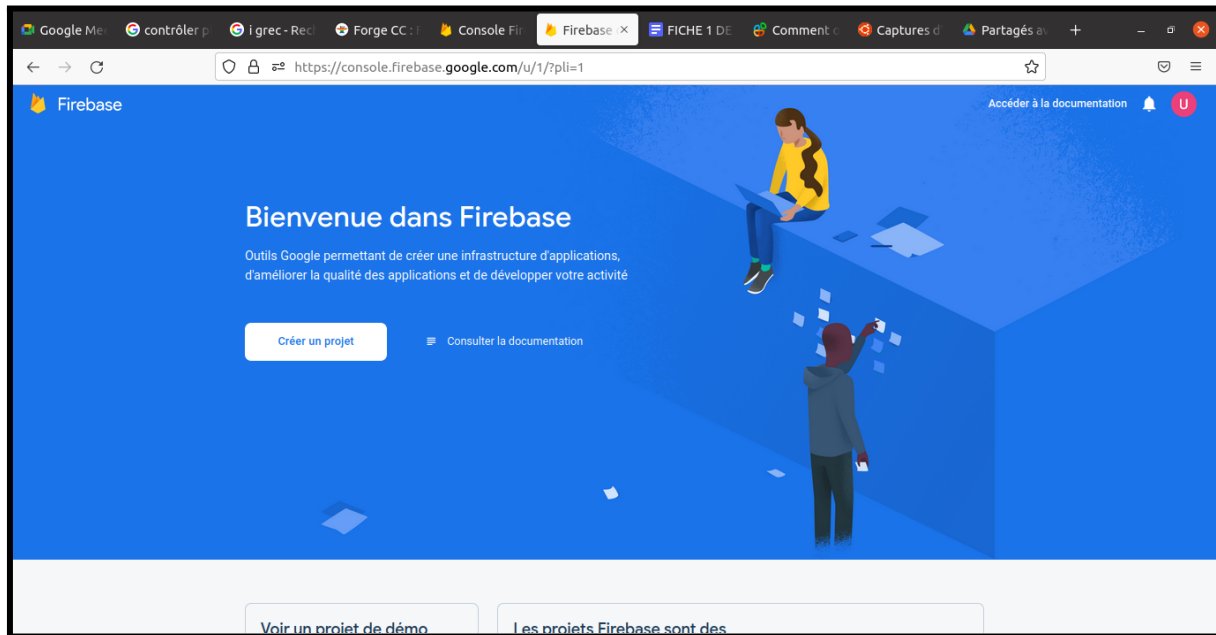 Google Me
contrôler p
i grec - Recl
Forge CC : F
Console Fir
Firebase
FICHE 1 DE
Comment o
Captures d'
Partagés av
https://console.firebase.google.com/u/1/?pli=1
Firebase
Accéder à la documentation
U
Bienvenue dans Firebase
Outils Google permettant de créer une infrastructure d'applications,
d'améliorer la qualité des applications et de développer votre activité
Créer un projet
Consulter la documentation
Voir un projet de démo
Les projets Firebase sont des